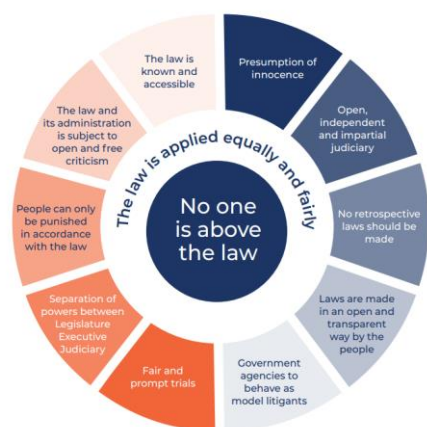 The law is
known and
accessible
Presumption of
innocence
Open,
independent
and impartial
judiciary
No retrospective
laws should be
made
Laws are made
in an open and
transparent
way by the
people
Government
agencies to
behave as
model litigants
Fair and
prompt trials
Separation of
powers between
Legislature
Executive
Judiciary
People can only
be punished
in accordance
with the law
The law and
its administration
is subject to
open and free
criticism
The law is applied equally and fairly
No one
is above
the law